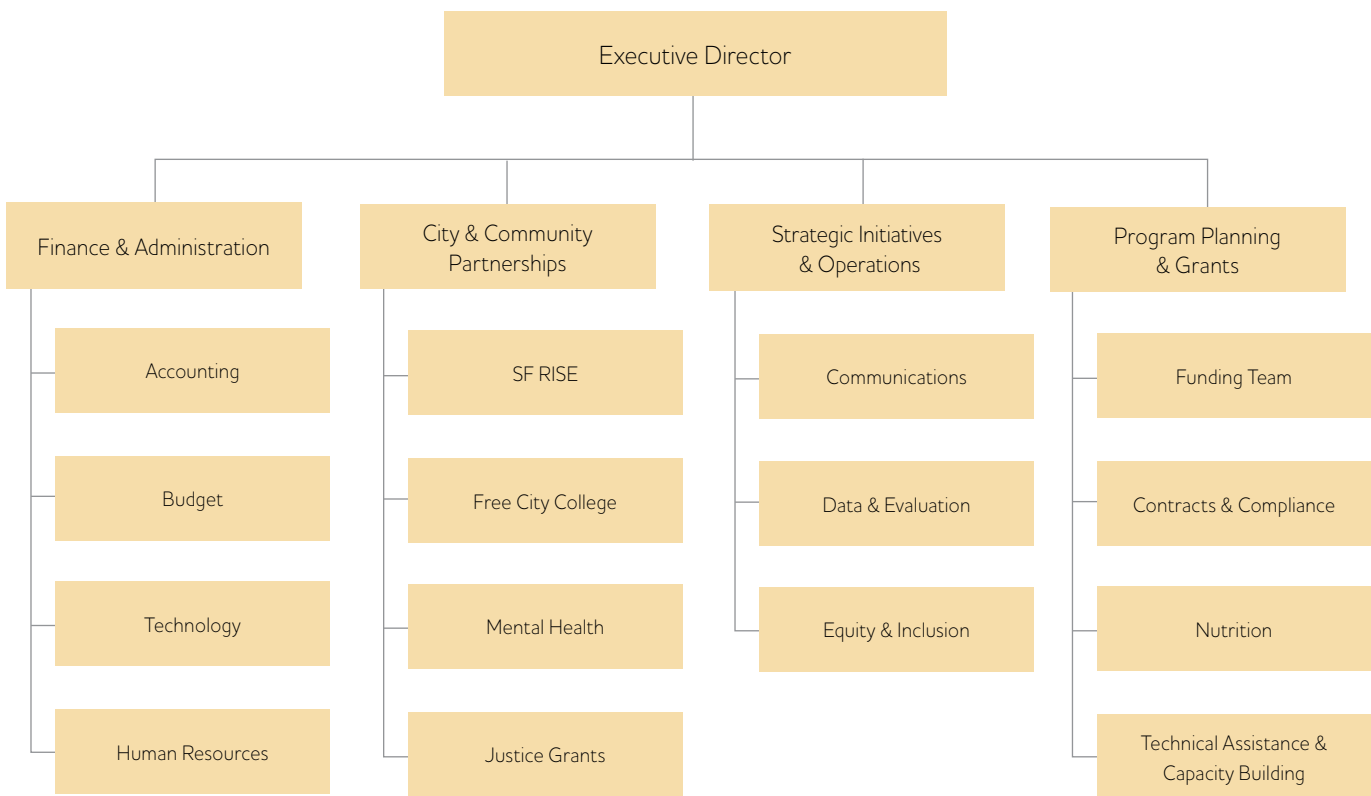 Executive Director
Finance & Administration
Accounting
Budget
Technology
Human Resources
City & Community
Partnerships
SF RISE
Free City College
Mental Health
Justice Grants
Strategic Initiatives
& Operations
Communications
Data & Evaluation
Equity & Inclusion
Program Planning
& Grants
Funding Team
Contracts & Compliance
Nutrition
Technical Assistance &
Capacity Building